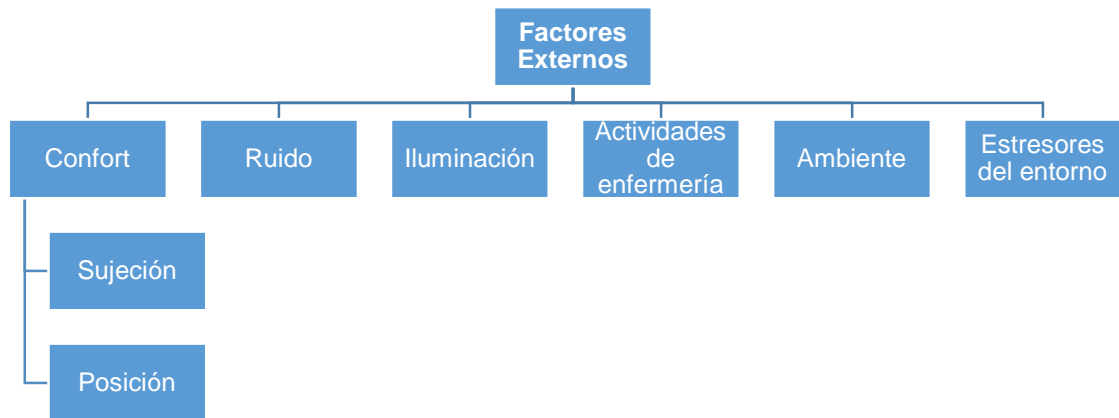 Factores
Externos
Confort
Ruido
Iluminación
Actividades
de
enfermería
Ambiente
Estresores
del entorno
Sujeción
Posición